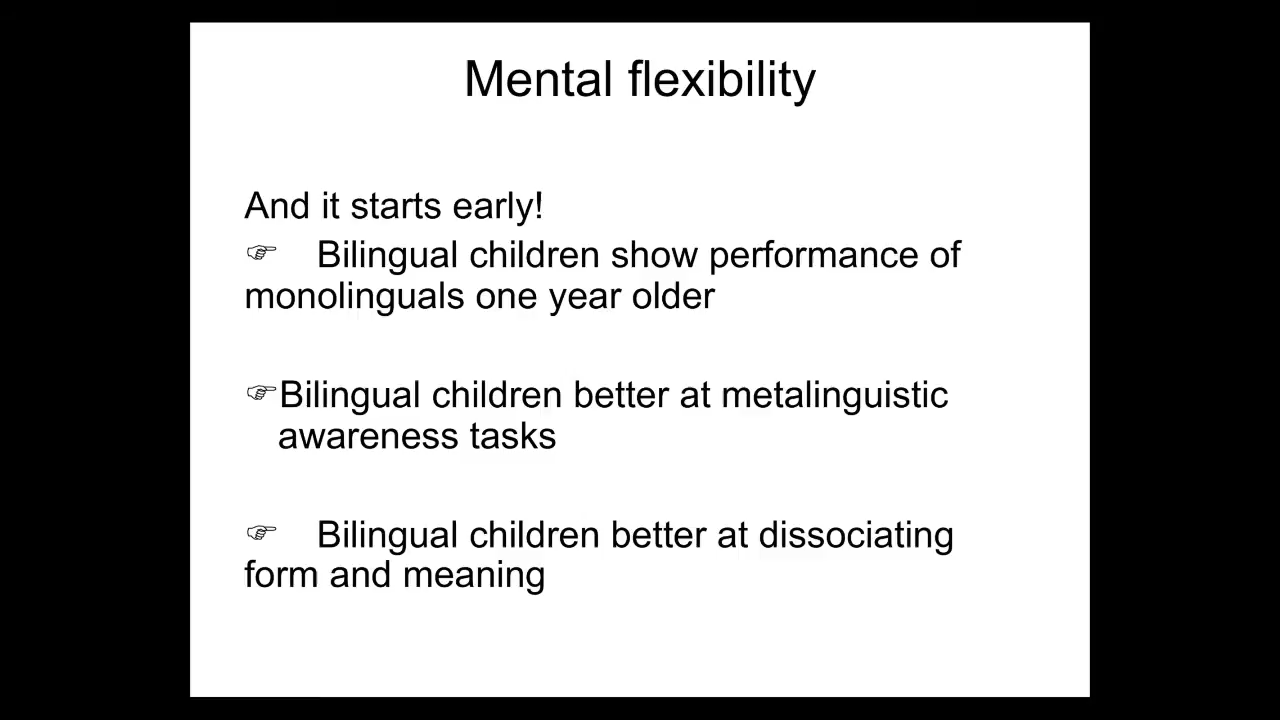 Mental flexibility
And it starts early!
☞ Bilingual children show performance of
monolinguals one year older
☞Bilingual children better at metalinguistic
awareness tasks
☞ Bilingual children better at dissociating
form and meaning